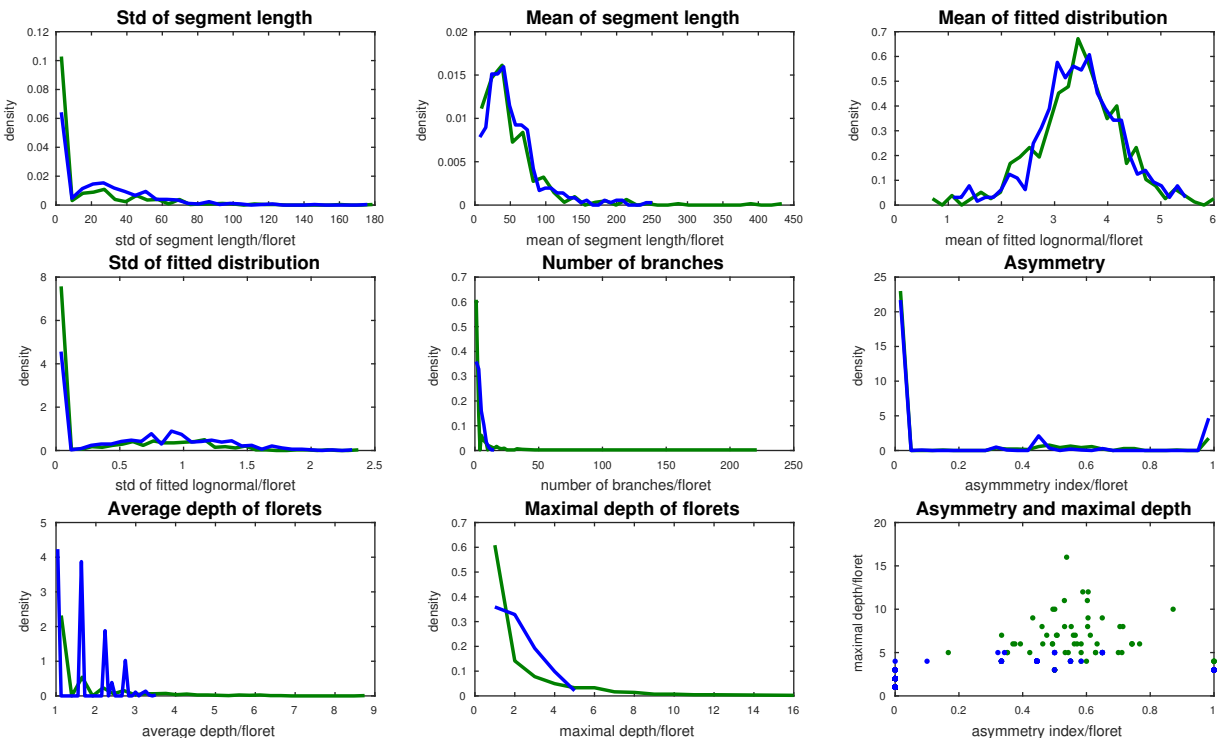 Std of segment length
0.12
0.1
0.08
0.06
0.04
0.02
0
density
0 20 40 60 80 100 120 140 160 180
std of segment length/floret
Mean of segment length
0.02
0.015
0.01
0.005
0
density
0 50 100 150 200 250 300 350 400 450
mean of segment length/floret
Mean of fitted distribution
0.7
0.6
0.5
0.4
0.3
0.2
0.1
0
density
0 1 2 3 4 5 6
mean of fitted lognormal/floret
Std of fitted distribution
8
6
4
2
0
density
0 0.5 1 1.5 2 2.5
std of fitted lognormal/floret
Number of branches
0.7
0.6
0.5
0.4
0.3
0.2
0.1
0
density
0 50 100 150 200 250
number of branches/floret
Asymmetry
25
20
15
10
5
0
density
0 0.2 0.4 0.6 0.8 1
asymmmetry index/floret
Average depth of florets
5
4
3
2
1
0
density
1 2 3 4 5 6 7 8 9
average depth/floret
Maximal depth of florets
0.7
0.6
0.5
0.4
0.3
0.2
0.1
0
density
0 2 4 6 8 10 12 14 16
maximal depth/floret
Asymmetry and maximal depth
20
15
10
5
0
maximal depth/floret
0 0.2 0.4 0.6 0.8 1
asymmetry index/floret